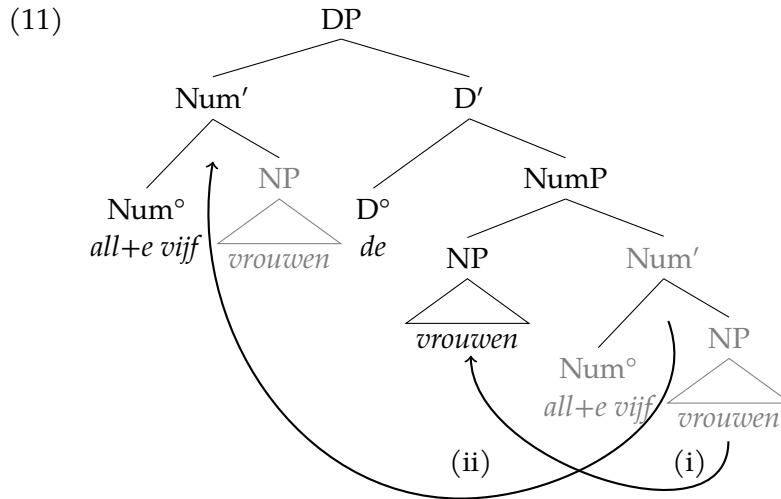 (11) DP
Num′ D′
NP D° NumP
Num° de
all+e vijf vrouwen
NP Num′
vrouwen
Num° NP
all+e vijf vrouwen
(ii) (i)